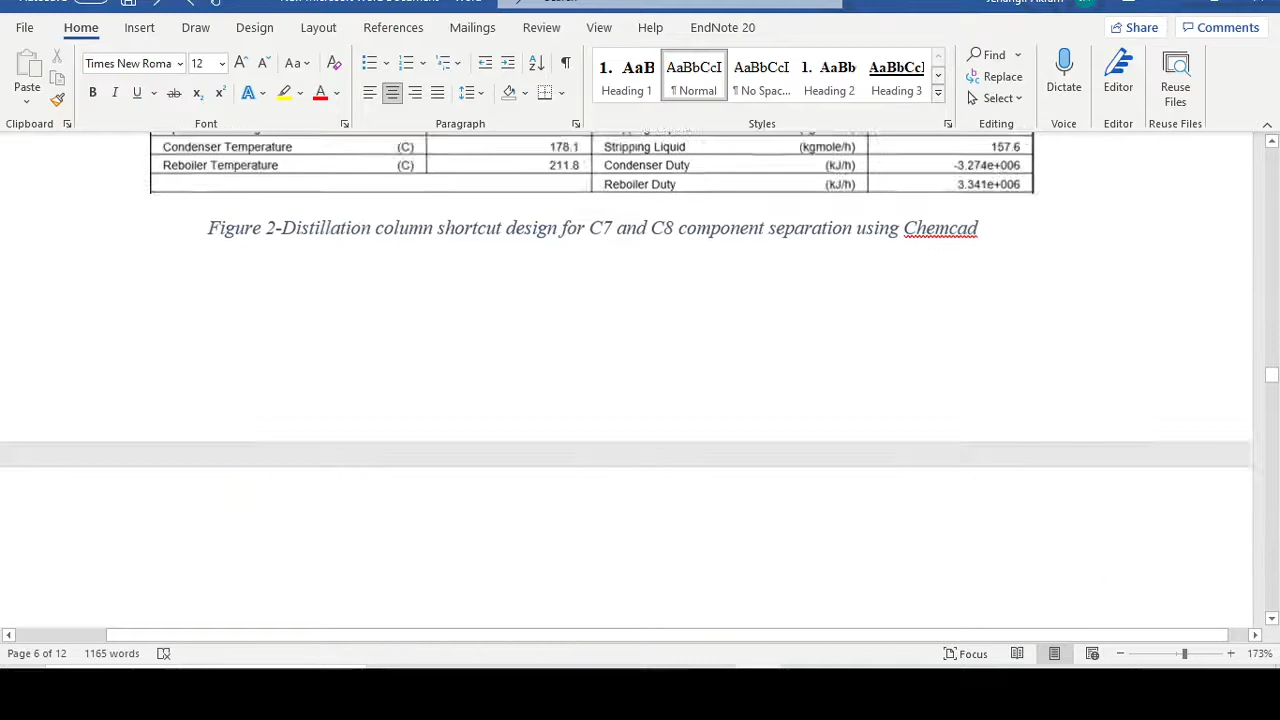 File Home Insert Draw Design Layout References Mailings Review View Help EndNote 20 Share Comments
Times New Roma 12 Aa Find
Paste 1. AaB AaBbCcI AaBbCcI 1. AaBb AaBbCcI Replace Dictate Editor Reuse Files
B I U ab x₂ x² A A Heading 1 ¶ Normal ¶ No Spac... Heading 2 Heading 3 Select
Clipboard Font Paragraph Styles Editing Voice Editor Reuse Files
Condenser Temperature (C) 178.1 Stripping Liquid (kgmole/h) 157.6
Reboiler Temperature (C) 211.8 Condenser Duty (kJ/h) -3.274e+006
Reboiler Duty (kJ/h) 3.341e+006
Figure 2-Distillation column shortcut design for C7 and C8 component separation using Chemcad
Page 6 of 12 1165 words Focus 173%